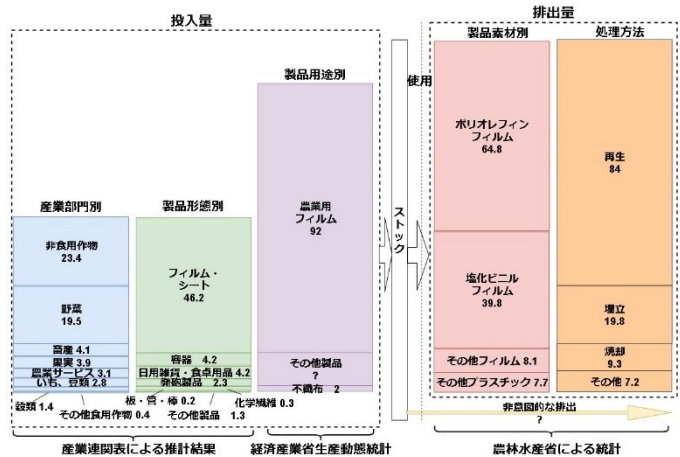 投入量
排出量
産業部門別
非食用作物
23.4
野菜
19.5
畜産 4.1
果実 3.9
農業サービス 3.1
いも、豆類 2.8
穀類 1.4
その他食用作物 0.4
製品形態別
フィルム・
シート
46.2
容器 4.2
日用雑貨・食卓用品 4.2
発砲製品 2.3
板・管・棒 0.2
化学繊維 0.3
その他製品 1.3
製品用途別
農業用
フィルム
92
その他製品
?
不織布 2
ストック
使用
製品素材別
ポリオレフィン
フィルム
64.8
塩化ビニル
フィルム
39.8
その他フィルム 8.1
その他プラスチック 7.7
処理方法
再生
84
埋立
19.8
焼却
9.3
その他 7.2
非意図的な排出
?
産業連関表による推計結果
経済産業省生産動態統計
農林水産省による統計